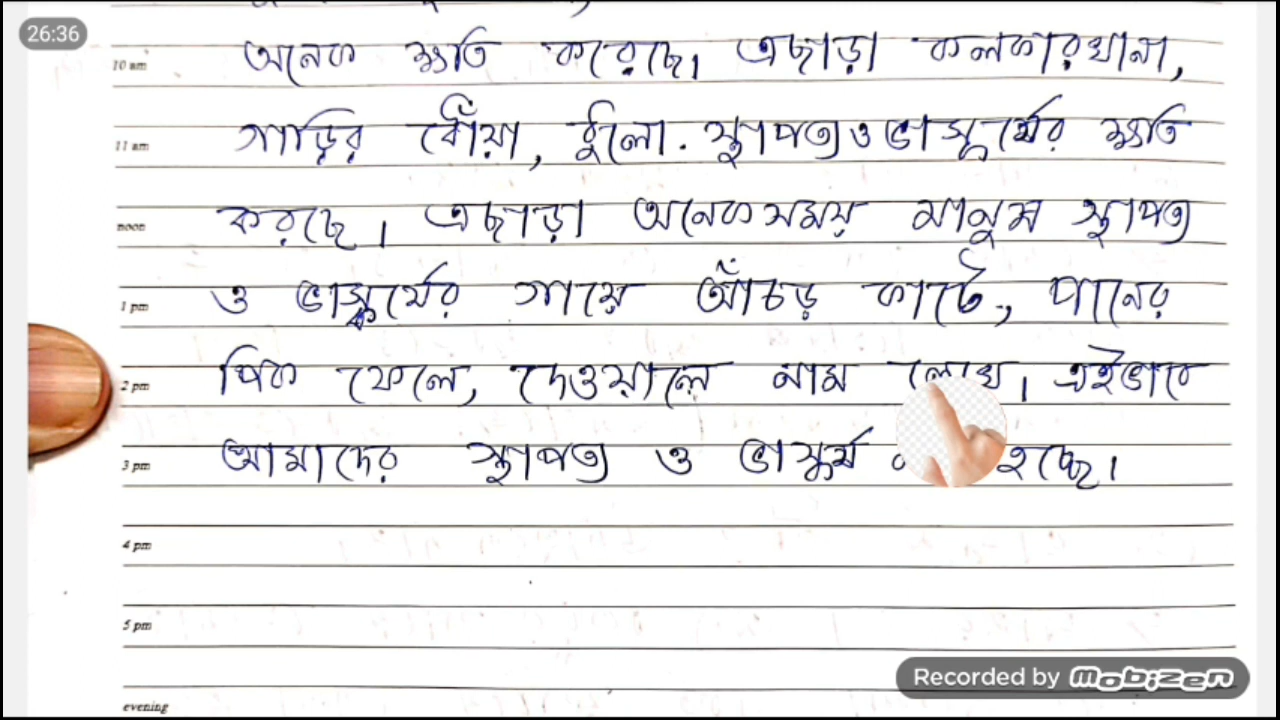 26:36
10 am
অনেক ক্ষতি করেছে। এছাড়া কলকারখানা,
11 am
গাড়ির ধোঁয়া, ধুঁলো. স্থাপত্য ও ভাস্কর্যের ক্ষতি
noon
করছে। এছাড়া অনেক সময় মানুষ স্থাপত্য
1 pm
ও ভাস্কর্যের গায়ে আঁচড় কাটে, পানের
2 pm
পিক ফেলে, দেওয়ালে নাম লেখে। এইভাবে
3 pm
আমাদের স্থাপত্য ও ভাস্কর্য হচ্ছে।
4 pm
5 pm
evening
Recorded by Mobizen